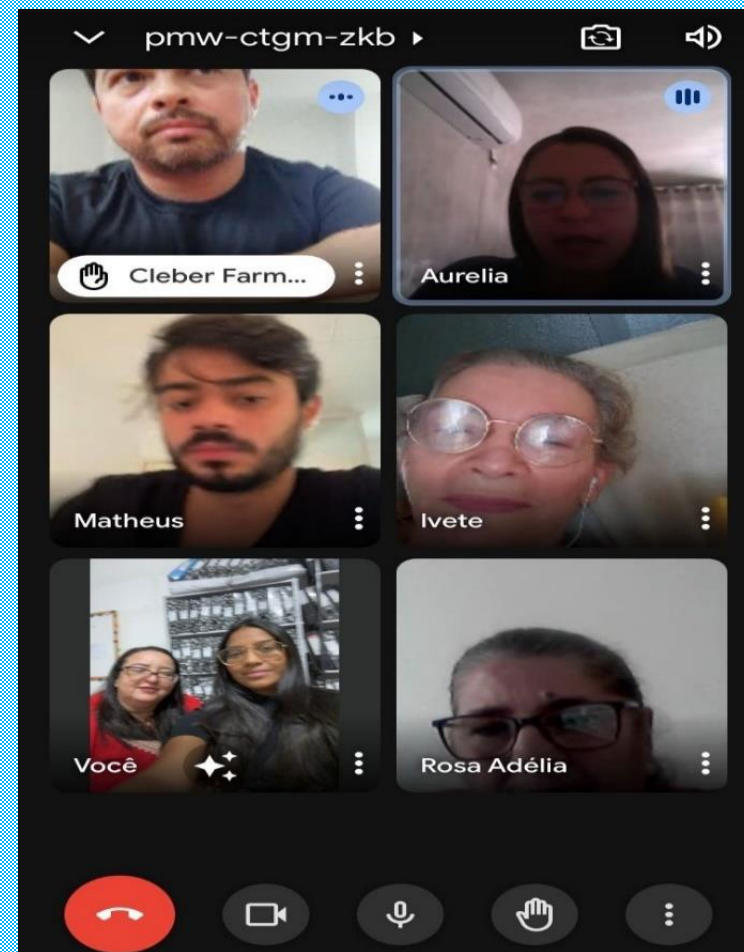 pmw-ctgm-zkb
Cleber Farm...
Aurelia
Matheus
Ivete
Você
Rosa Adélia